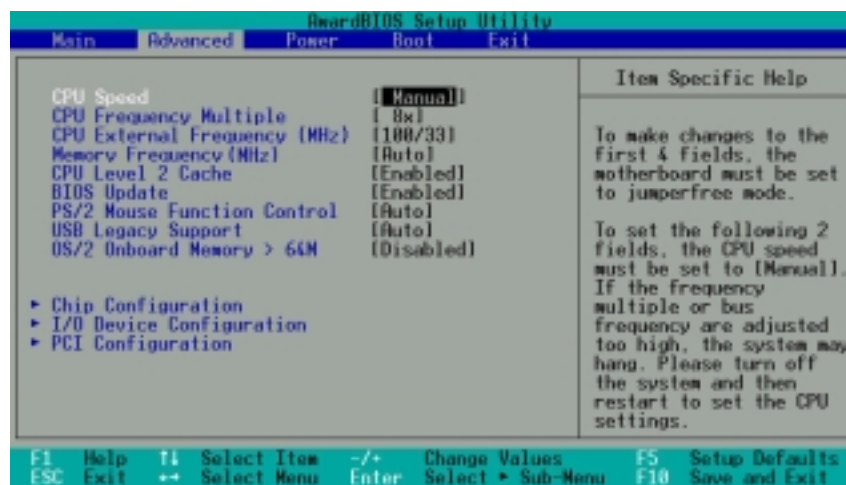 AwardBIOS Setup Utility
Main Advanced Power Boot Exit
CPU Speed [ Manual]
CPU Frequency Multiple [ 8x]
CPU External Frequency (MHz) [100/33]
Memory Frequency (MHz) [Auto]
CPU Level 2 Cache [Enabled]
BIOS Update [Enabled]
PS/2 Mouse Function Control [Auto]
USB Legacy Support [Auto]
OS/2 Onboard Memory > 64M [Disabled]
► Chip Configuration
► I/O Device Configuration
► PCI Configuration
Item Specific Help
To make changes to the
first 4 fields, the
motherboard must be set
to jumperfree mode.
To set the following 2
fields, the CPU speed
must be set to [Manual].
If the frequency
multiple or bus
frequency are adjusted
too high, the system may
hang. Please turn off
the system and then
restart to set the CPU
settings.
F1 Help ↑↓ Select Item -/+ Change Values F5 Setup Defaults
ESC Exit ←→ Select Menu Enter Select ► Sub-Menu F10 Save and Exit